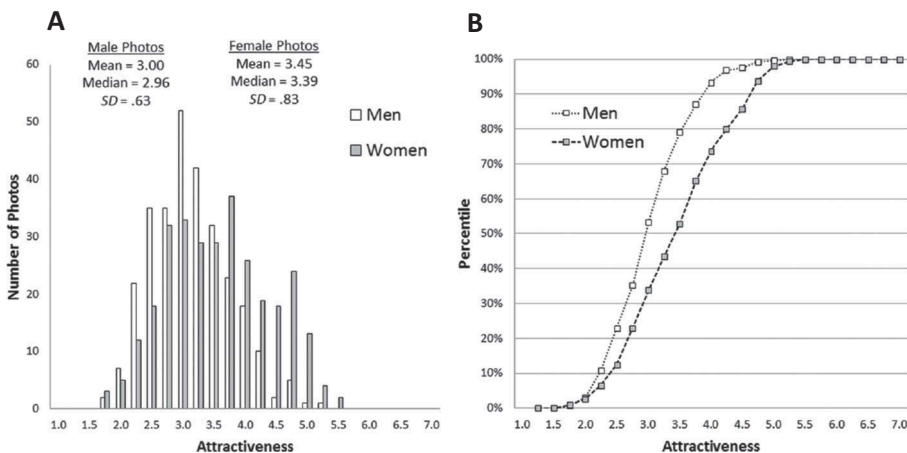 A
Male Photos
Mean = 3.00
Median = 2.96
SD = .63
Female Photos
Mean = 3.45
Median = 3.39
SD = .83
Men
Women
Number of Photos
60
50
40
30
20
10
0
1.0 1.5 2.0 2.5 3.0 3.5 4.0 4.5 5.0 5.5 6.0 6.5 7.0
Attractiveness
B
Men
Women
Percentile
100%
90%
80%
70%
60%
50%
40%
30%
20%
10%
0%
1.0 1.5 2.0 2.5 3.0 3.5 4.0 4.5 5.0 5.5 6.0 6.5 7.0
Attractiveness